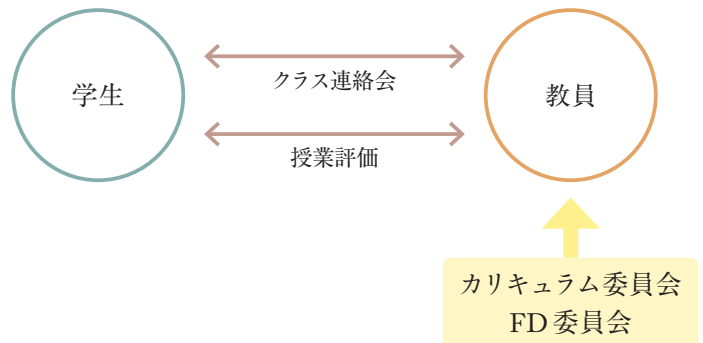 学生
クラス連絡会
教員
授業評価
カリキュラム委員会
FD 委員会